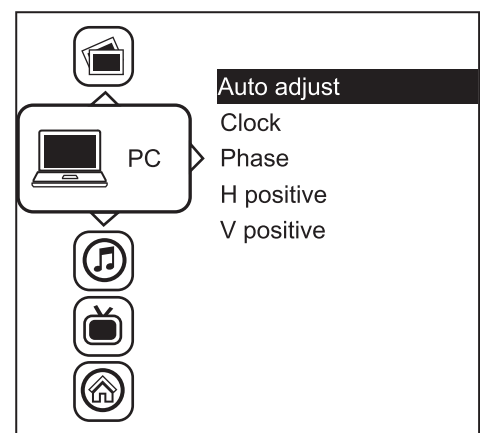 PC
Auto adjust
Clock
Phase
H positive
V positive